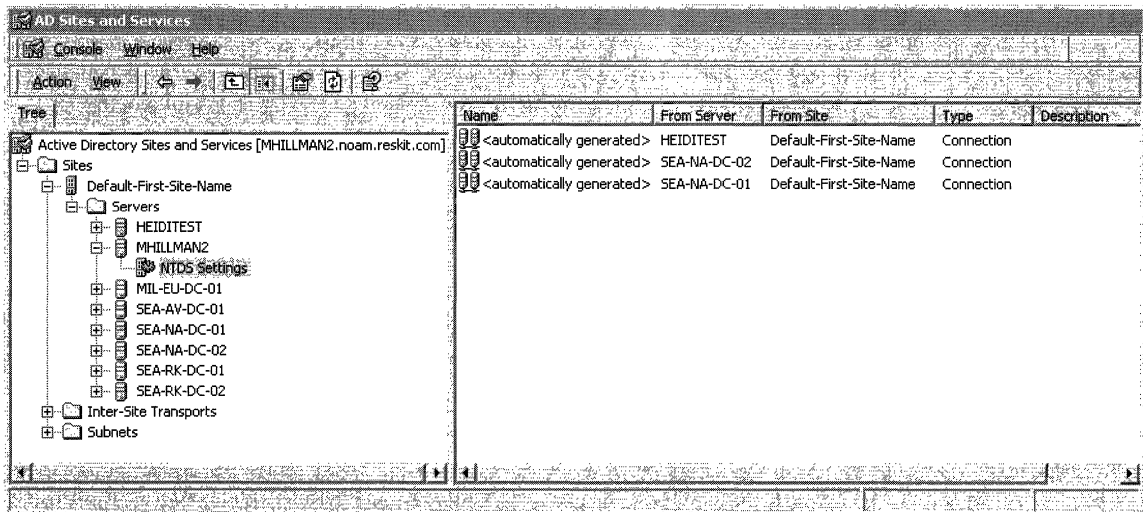 AD Sites and Services
Console Window Help
Action View
Tree
Active Directory Sites and Services [MHILLMAN2.noam.reskit.com]
Sites
Default-First-Site-Name
Servers
HEIDITEST
MHILLMAN2
NTDS Settings
MIL-EU-DC-01
SEA-AV-DC-01
SEA-NA-DC-01
SEA-NA-DC-02
SEA-RK-DC-01
SEA-RK-DC-02
Inter-Site Transports
Subnets
Name From Server From Site Type Description
<automatically generated> HEIDITEST Default-First-Site-Name Connection
<automatically generated> SEA-NA-DC-02 Default-First-Site-Name Connection
<automatically generated> SEA-NA-DC-01 Default-First-Site-Name Connection